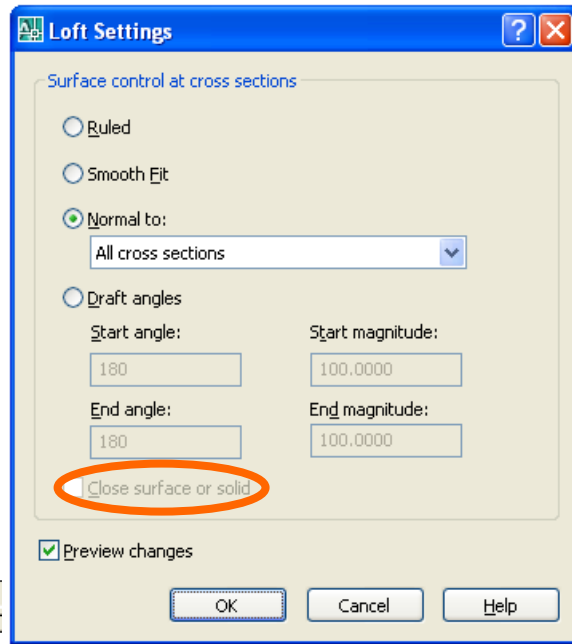 Loft Settings
Surface control at cross sections
Ruled
Smooth Fit
Normal to:
All cross sections
Draft angles
Start angle: Start magnitude:
180 100.0000
End angle: End magnitude:
180 100.0000
Close surface or solid
Preview changes
OK Cancel Help